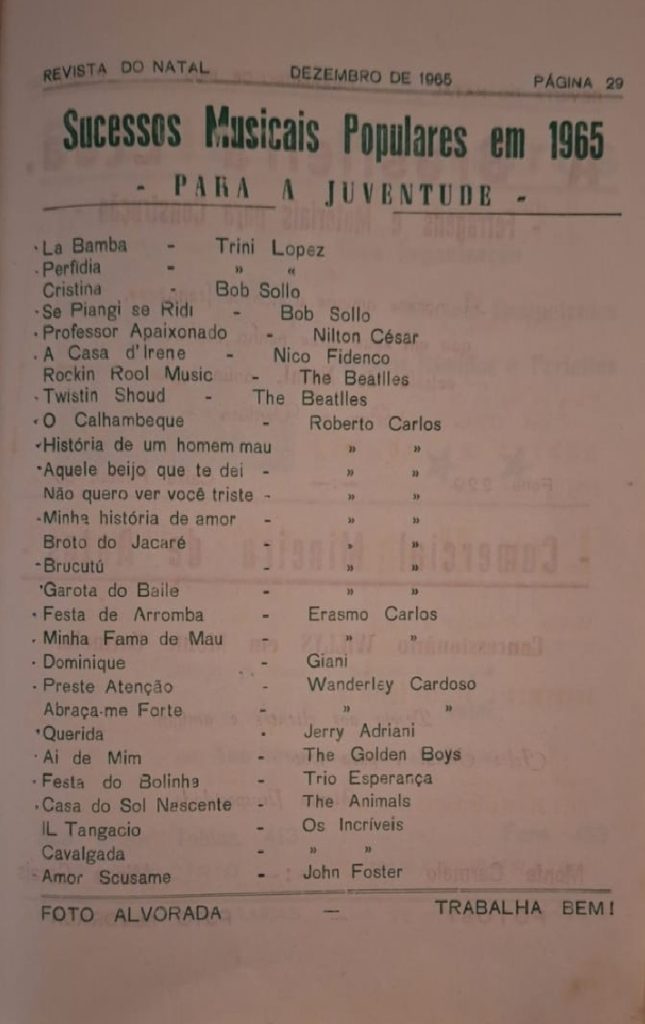 REVISTA DO NATAL DEZEMBRO DE 1965 PÁGINA 29
Sucessos Musicais Populares em 1965
- PARA A JUVENTUDE -
La Bamba - Trini Lopez
Perfidia - » «
Cristina - Bob Sollo
Se Piangi se Ridi - Bob Sollo
Professor Apaixonado - Nilton César
A Casa d'Irene - Nico Fidenco
Rockin Rool Music - The Beatlles
Twistin Shoud - The Beatlles
O Calhambeque - Roberto Carlos
História de um homem mau » »
Aquele beijo que te dei - » »
Não quero ver você triste - » »
Minha história de amor - » »
Broto do Jacaré - » »
Brucutú - » »
Garota do Baile - » »
Festa de Arromba - Erasmo Carlos
Minha Fama de Mau - » »
Dominique - Giani
Preste Atenção - Wanderley Cardoso
Abraça-me Forte - » »
Querida - Jerry Adriani
Ai de Mim - The Golden Boys
Festa do Bolinha - Trio Esperança
Casa do Sol Nascente - The Animals
IL Tangacio - Os Incríveis
Cavalgada - » »
Amor Scusame - John Foster
FOTO ALVORADA — TRABALHA BEM!